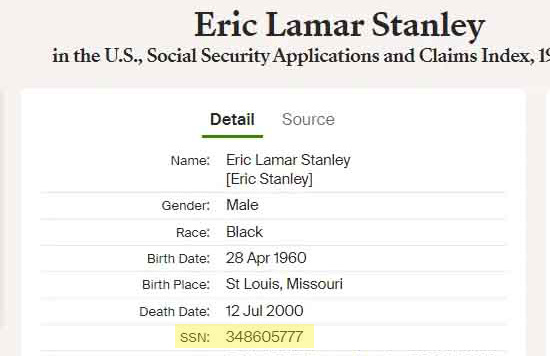 Eric Lamar Stanley
in the U.S., Social Security Applications and Claims Index, 19
Detail Source
Name: Eric Lamar Stanley
[Eric Stanley]
Gender: Male
Race: Black
Birth Date: 28 Apr 1960
Birth Place: St Louis, Missouri
Death Date: 12 Jul 2000
SSN: 348605777